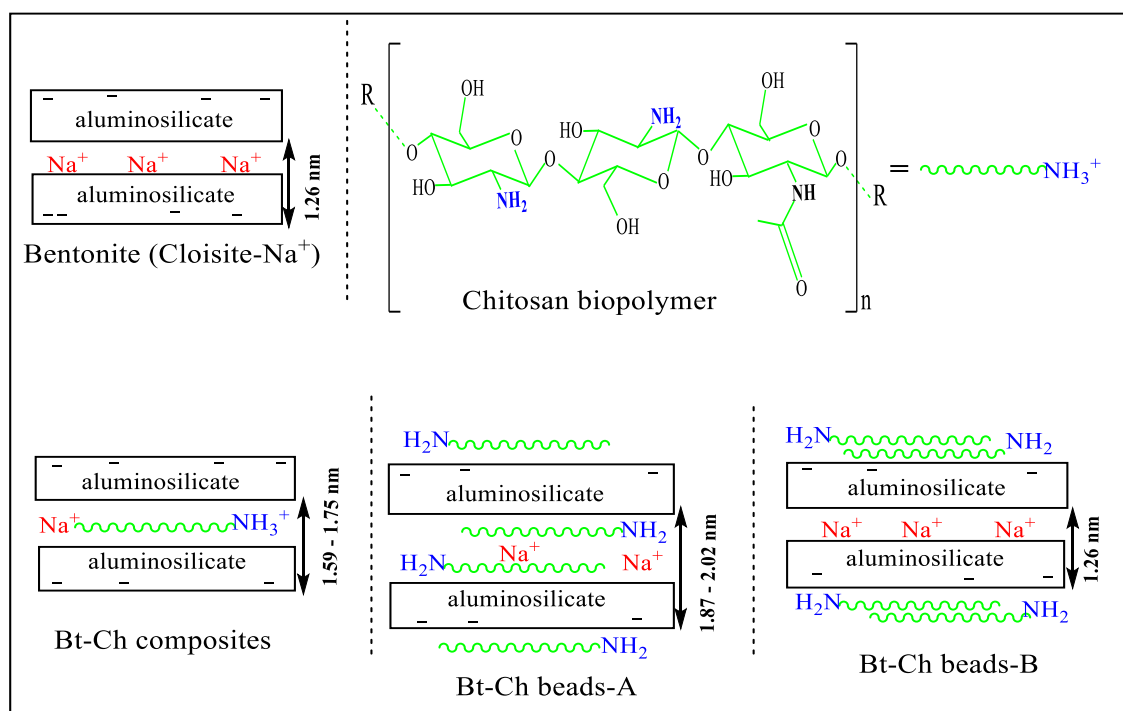 aluminosilicate
Na+ Na+ Na+
aluminosilicate
1.26 nm
Bentonite (Cloisite-Na+)
R
OH
O
HO
O
NH2
O
HO
NH2
O
OH
O
OH
O
HO
NH
O
O
R
n
= NH3+
Chitosan biopolymer
aluminosilicate
Na+ NH3+
aluminosilicate
1.59 - 1.75 nm
Bt-Ch composites
H2N
aluminosilicate
NH2
H2N Na+ Na+
aluminosilicate
NH2
1.87 - 2.02 nm
Bt-Ch beads-A
H2N NH2
aluminosilicate
Na+ Na+ Na+
aluminosilicate
H2N NH2
1.26 nm
Bt-Ch beads-B